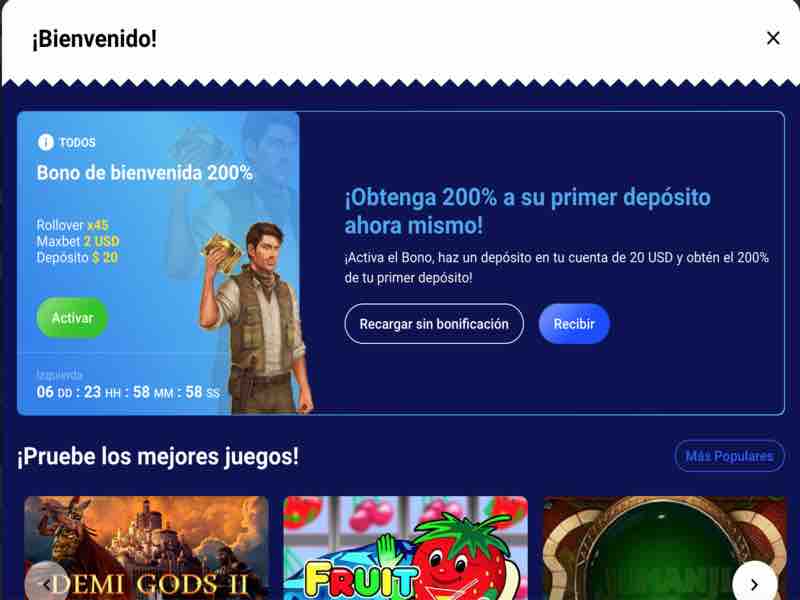 ¡Bienvenido!
TODOS
Bono de bienvenida 200%
Rollover x45
Maxbet 2 USD
Depósito $ 20
Activar
Izquierda
06 DD : 23 HH : 58 MM : 58 SS
¡Obtenga 200% a su primer depósito
ahora mismo!
¡Activa el Bono, haz un depósito en tu cuenta de 20 USD y obtén el 200%
de tu primer depósito!
Recargar sin bonificación
Recibir
¡Pruebe los mejores juegos!
Más Populares
DEMI GODS II
FRUIT